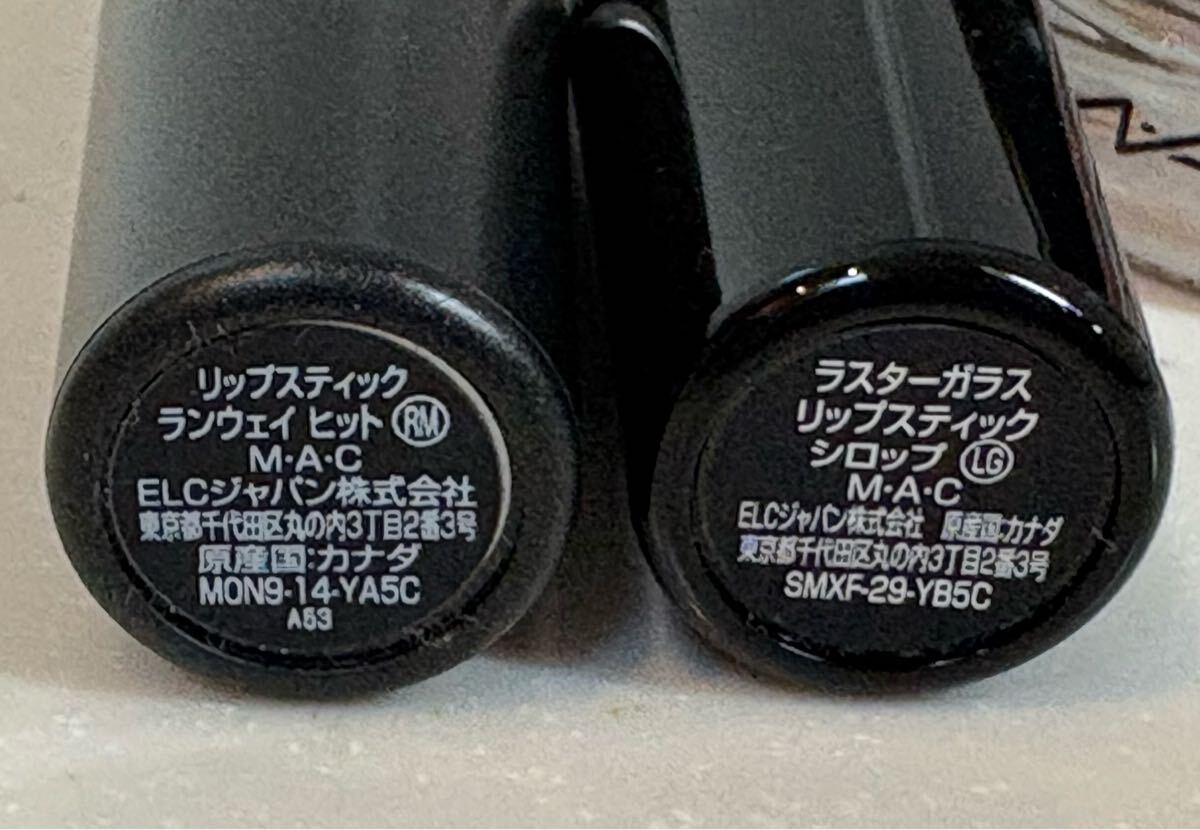 リップスティック
ランウェイ ヒット RM
M・A・C
ELCジャパン株式会社
東京都千代田区丸の内3丁目2番3号
原産国:カナダ
MON9-14-YA5C
A53
ラスターガラス
リップスティック
シロップ LG
M・A・C
ELCジャパン株式会社 原産国:カナダ
東京都千代田区丸の内3丁目2番3号
SMXF-29-YB5C